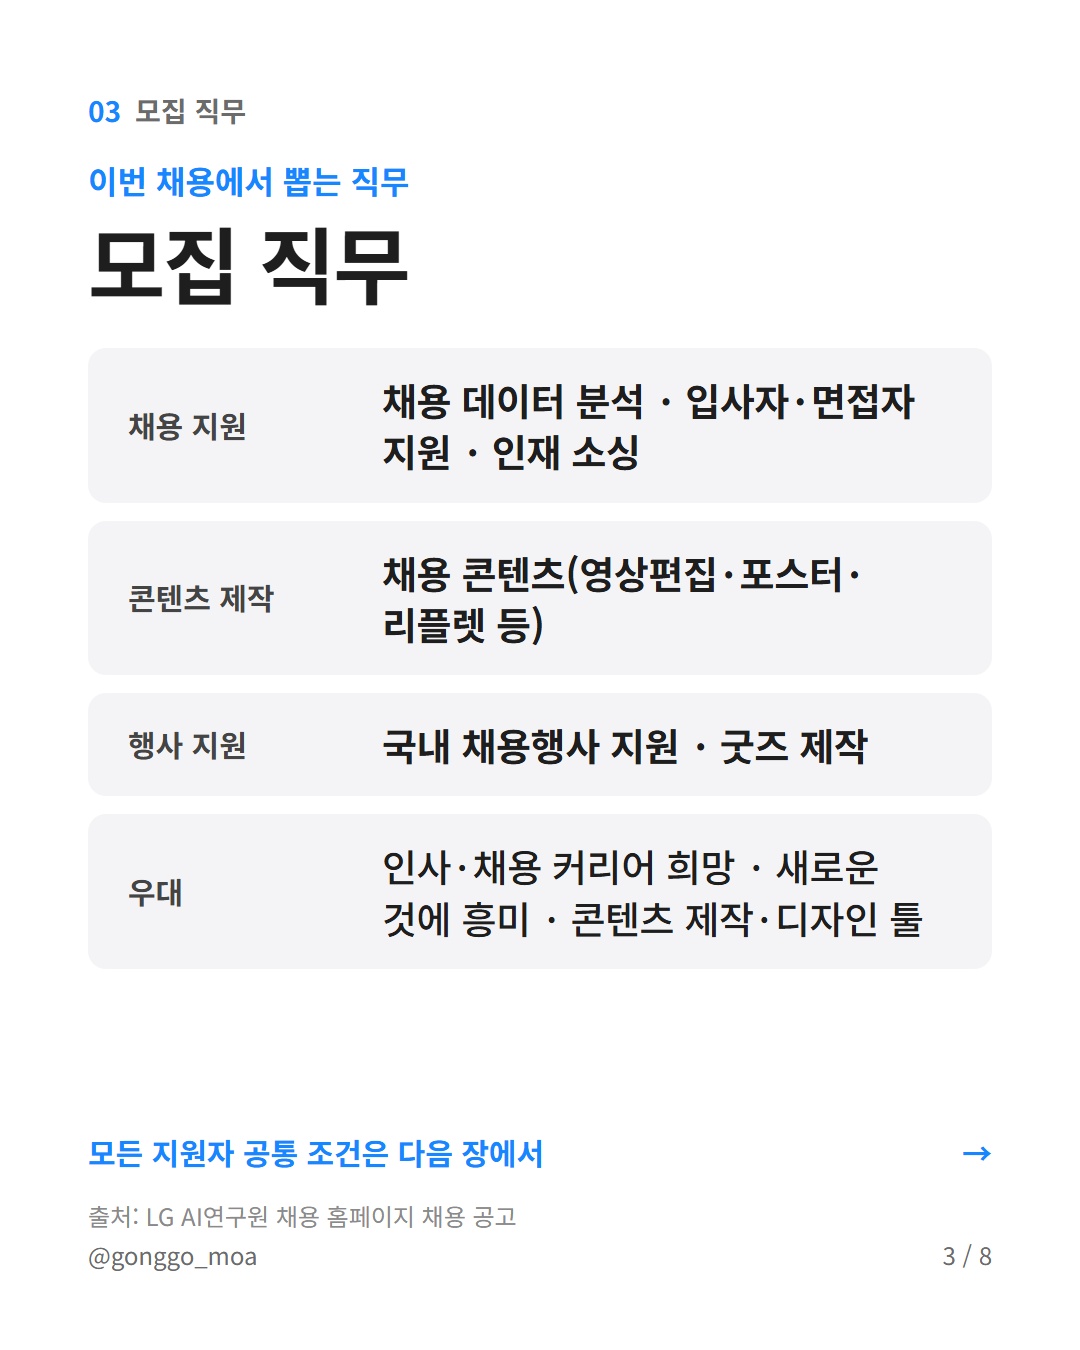 03 모집 직무
이번 채용에서 뽑는 직무
모집 직무
채용 지원
채용 데이터 분석 · 입사자·면접자
지원 · 인재 소싱
콘텐츠 제작
채용 콘텐츠(영상편집·포스터·
리플렛 등)
행사 지원
국내 채용행사 지원 · 굿즈 제작
우대
인사·채용 커리어 희망 · 새로운
것에 흥미 · 콘텐츠 제작·디자인 툴
모든 지원자 공통 조건은 다음 장에서 →
출처: LG AI연구원 채용 홈페이지 채용 공고
@gonggo_moa
3 / 8